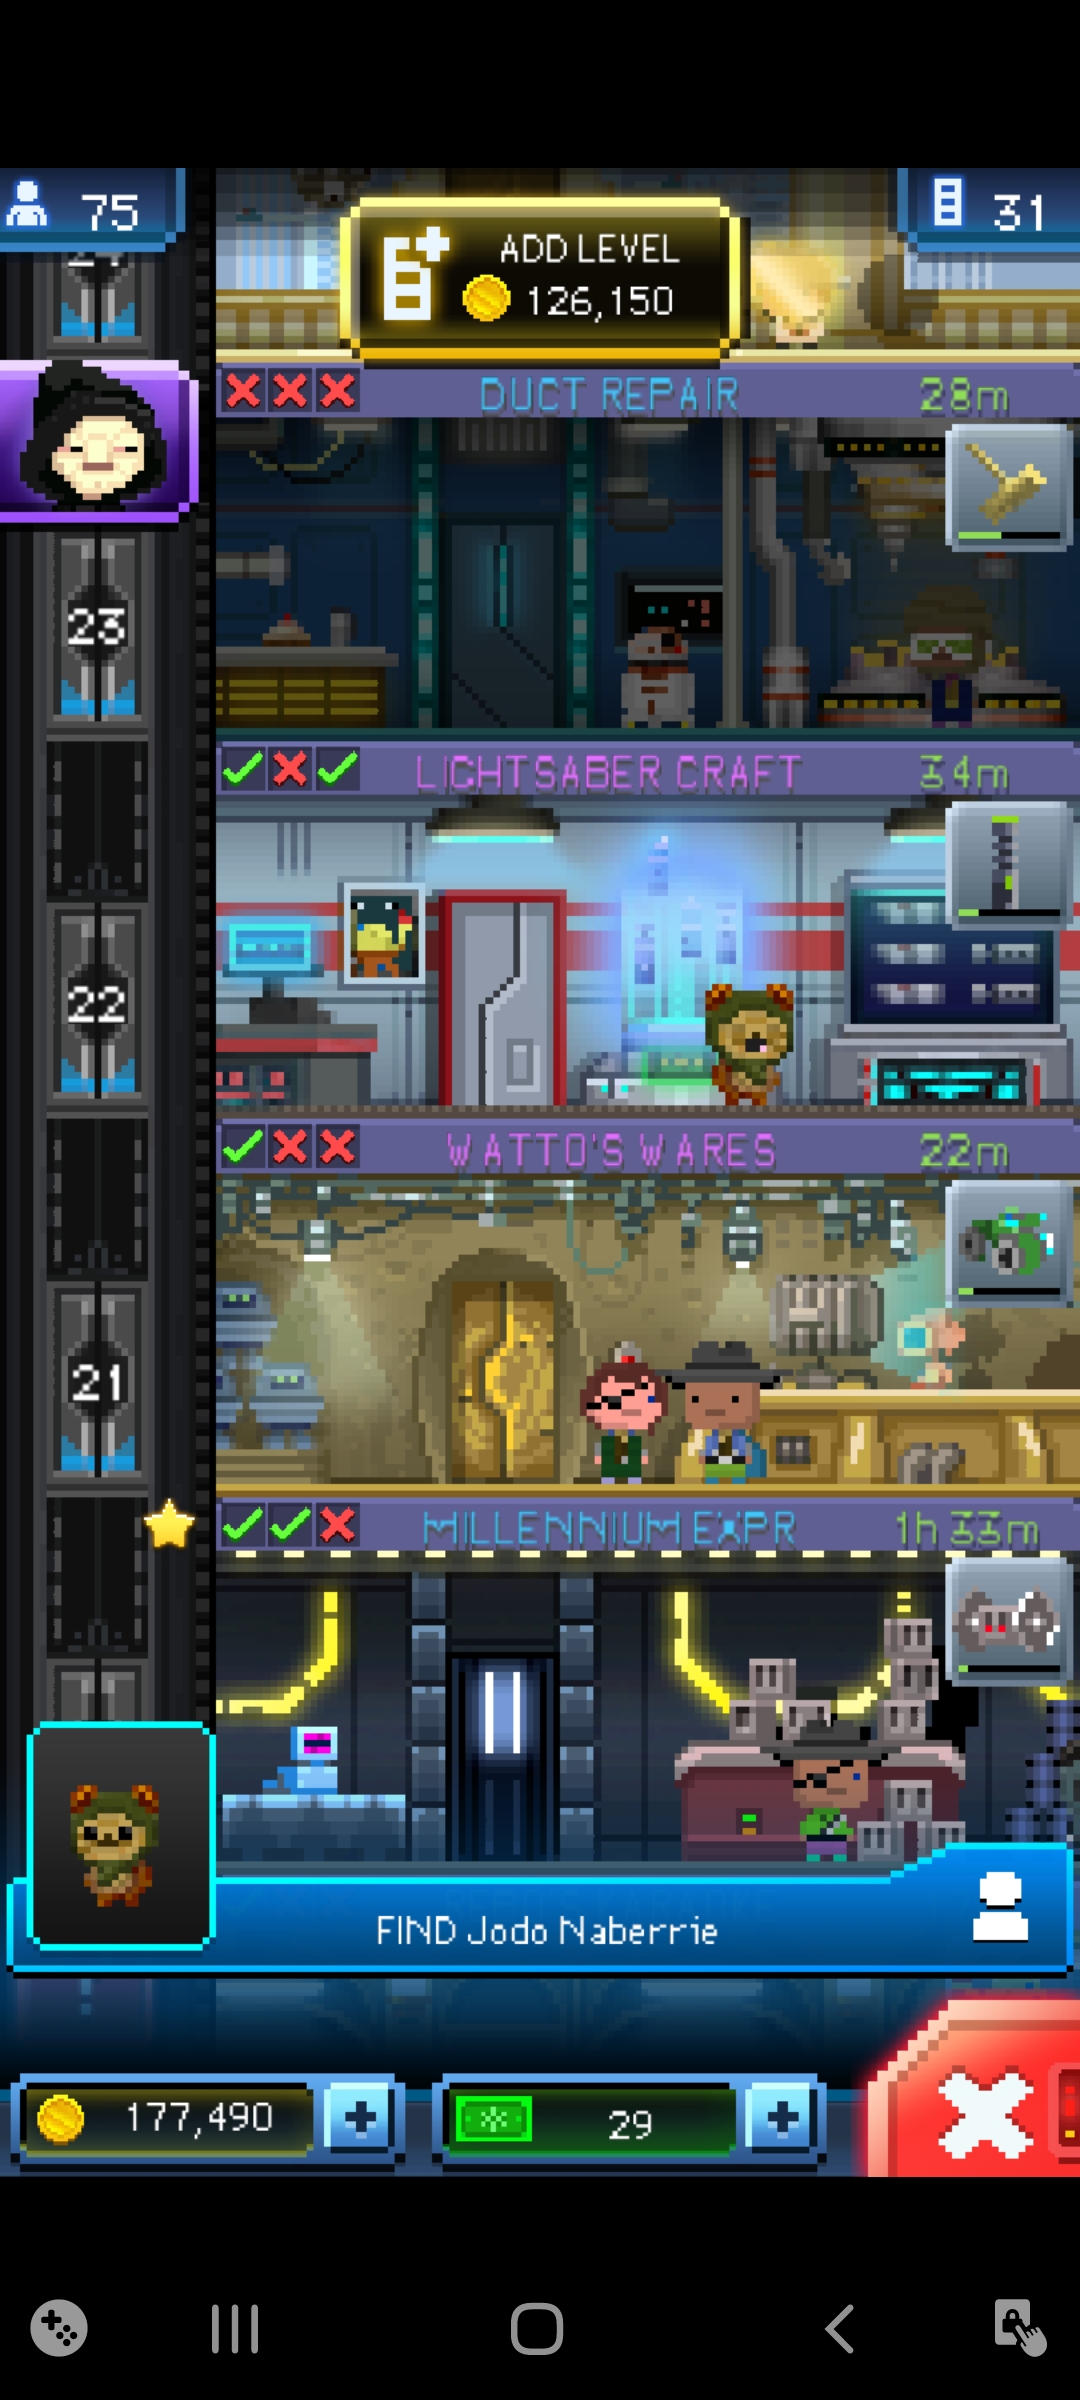 75
ADD LEVEL
126,150
31
DUCT REPAIR
28m
23
LIGHTSABER CRAFT
34m
22
WATTO'S WARES
22m
21
MILLENNIUM EXPR
1h 33m
FIND Jodo Naberrie
177,490
29